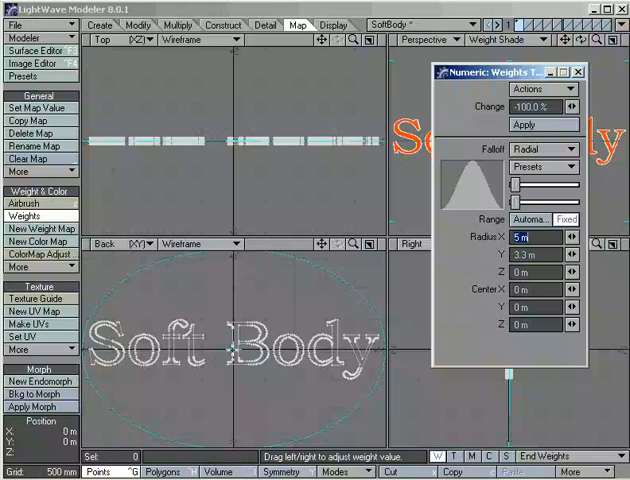 LightWave Modeler 8.0.1
File
Create Modify Multiply Construct Detail Map Display
SoftBody *
1
Modeler
Surface Editor F3
Image Editor F4
Presets
General
Set Map Value
Copy Map
Delete Map
Rename Map
Clear Map
More
Weight & Color
Airbrush
Weights
New Weight Map
New Color Map
ColorMap Adjust ...
More
Texture
Texture Guide
New UV Map
Make UVs
Set UV
More
Morph
New Endomorph
Bkg to Morph
Apply Morph
Position
X: 0 m
Y: 0 m
Z:
Grid: 500 mm
Top (XZ) Wireframe
Perspective Weight Shade
Back (XY) Wireframe
Right
Soft Body
Numeric: Weights T...
Actions
Change -100.0 %
Apply
Falloff Radial
Presets
Range Automa... Fixed
Radius X 5 m
Y 3.3 m
Z 0 m
Center X 0 m
Y 0 m
Z 0 m
Sel: 0
Drag left/right to adjust weight value.
W T M C S End Weights
Points ^G Polygons ^H Volume ^J Symmetry ^Y Modes Cut Copy Paste More